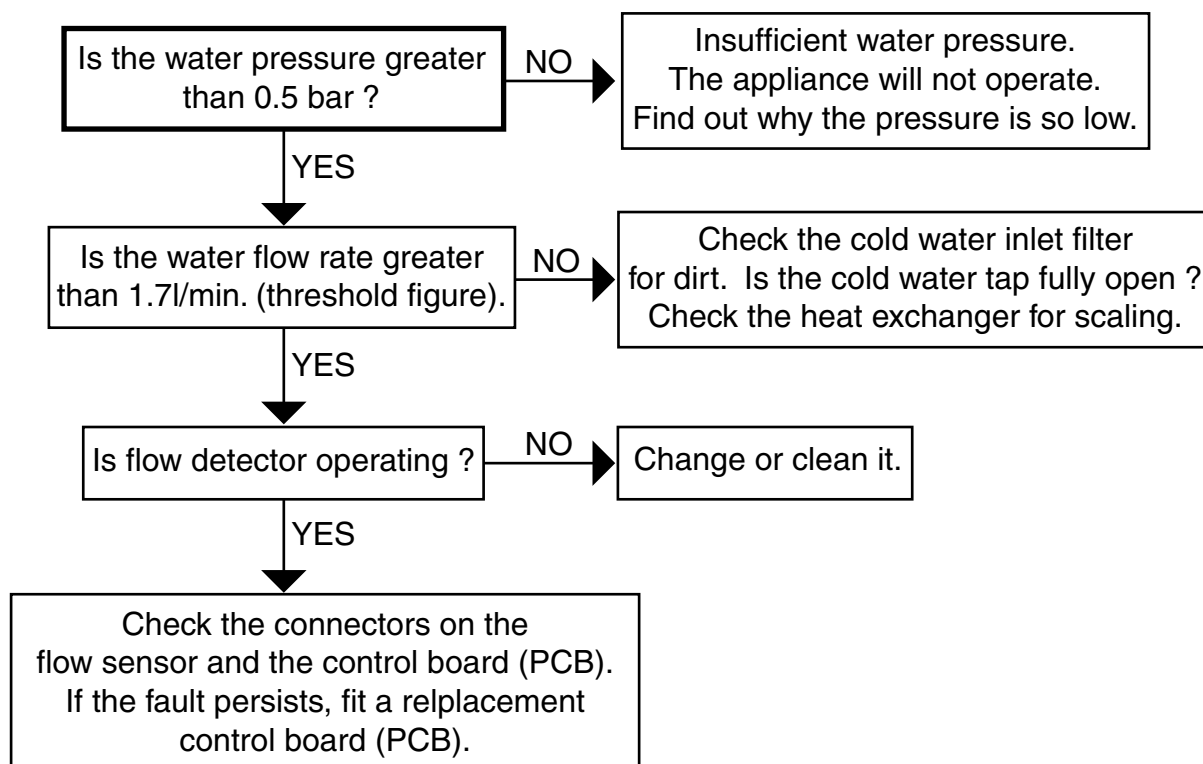 Is the water pressure greater
than 0.5 bar ?
NO
Insufficient water pressure.
The appliance will not operate.
Find out why the pressure is so low.
YES
Is the water flow rate greater
than 1.7l/min. (threshold figure).
NO
Check the cold water inlet filter
for dirt.  Is the cold water tap fully open ?
Check the heat exchanger for scaling.
YES
Is flow detector operating ?
NO
Change or clean it.
YES
Check the connectors on the
flow sensor and the control board (PCB).
If the fault persists, fit a relplacement
control board (PCB).